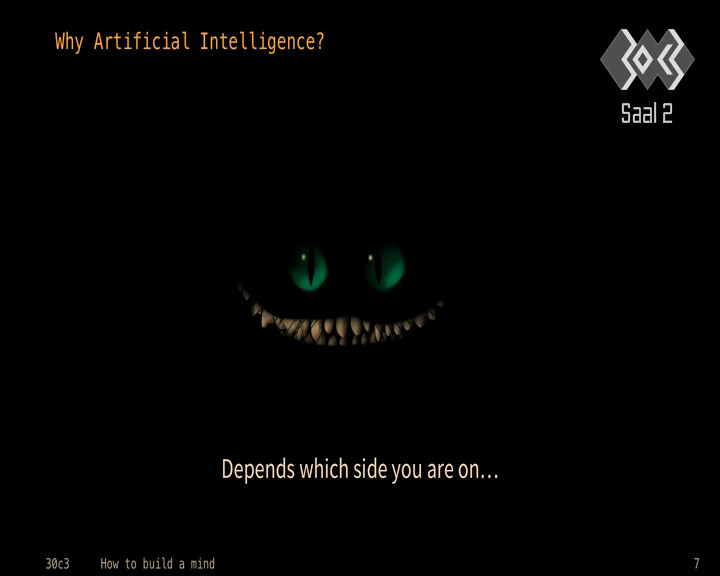 Why Artificial Intelligence?
Saal 2
Depends which side you are on...
30c3 How to build a mind 7